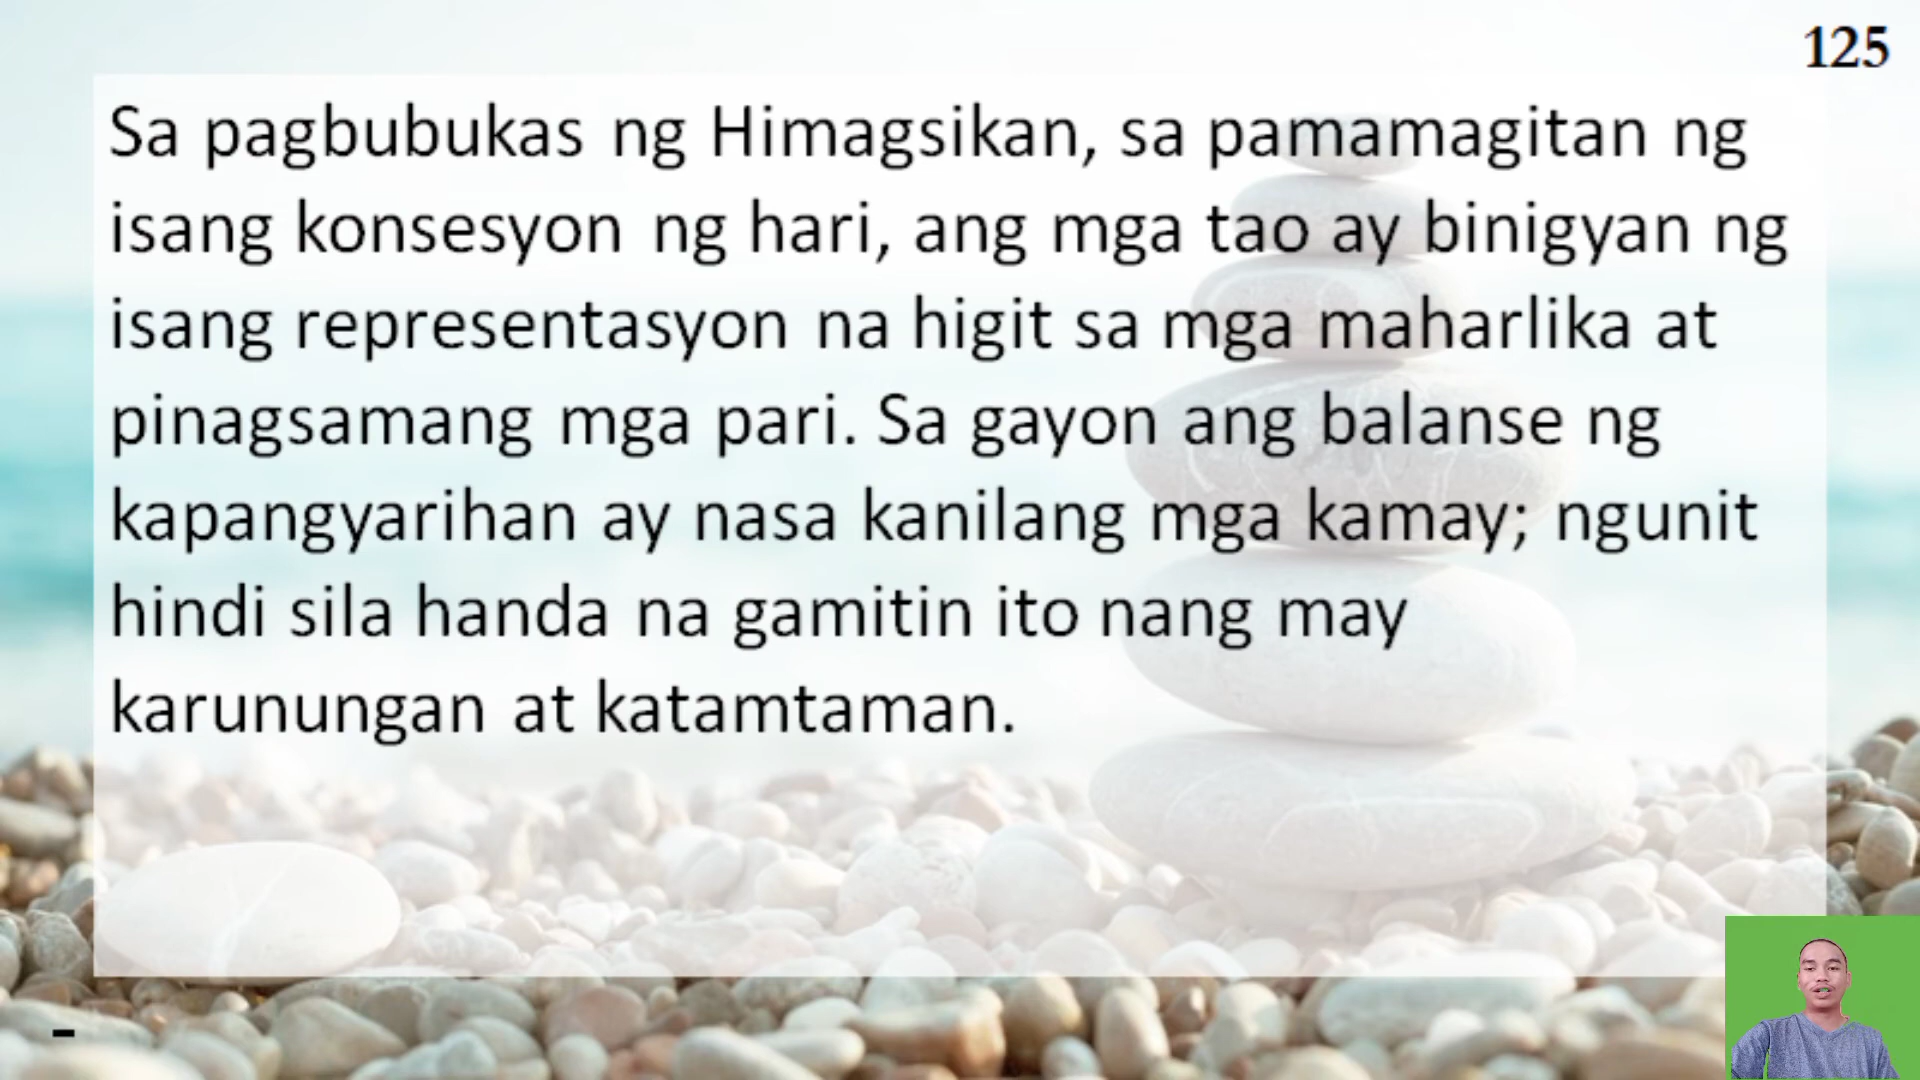 125
Sa pagbubukas ng Himagsikan, sa pamamagitan ng
isang konsesyon ng hari, ang mga tao ay binigyan ng
isang representasyon na higit sa mga maharlika at
pinagsamang mga pari. Sa gayon ang balanse ng
kapangyarihan ay nasa kanilang mga kamay; ngunit
hindi sila handa na gamitin ito nang may
karunungan at katamtaman.
-